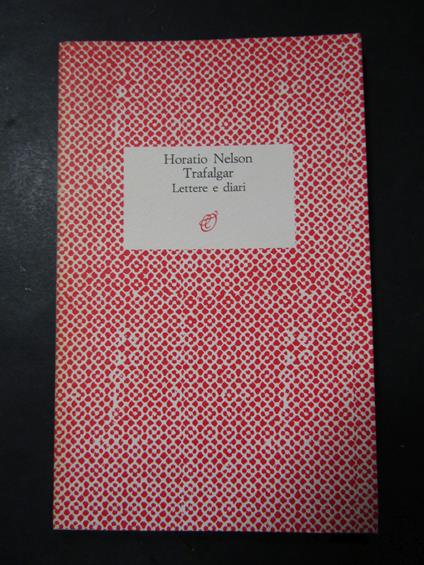 Horatio Nelson
Trafalgar
Lettere e diari